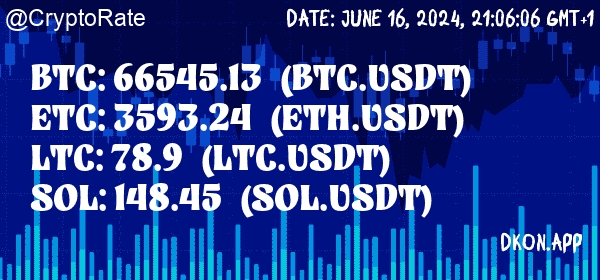 @CryptoRate
DATE: JUNE 16, 2024, 21:06:06 GMT+1
BTC: 66545.13 (BTC.USDT)
ETC: 3593.24 (ETH.USDT)
LTC: 78.9 (LTC.USDT)
SOL: 148.45 (SOL.USDT)
DKON.APP